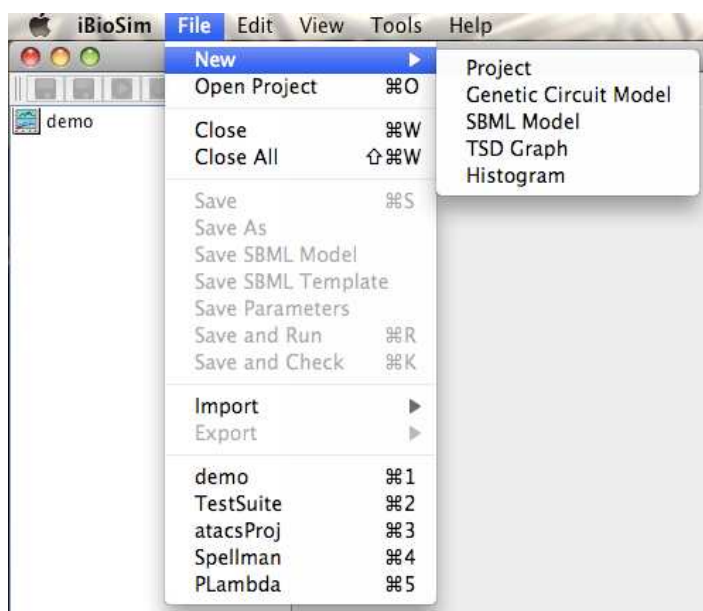 iBioSim File Edit View Tools Help
New
Open Project ⌘O
Close ⌘W
Close All ⇧⌘W
Save ⌘S
Save As
Save SBML Model
Save SBML Template
Save Parameters
Save and Run ⌘R
Save and Check ⌘K
Import
Export
demo ⌘1
TestSuite ⌘2
atacsProj ⌘3
Spellman ⌘4
PLambda ⌘5
Project
Genetic Circuit Model
SBML Model
TSD Graph
Histogram
demo